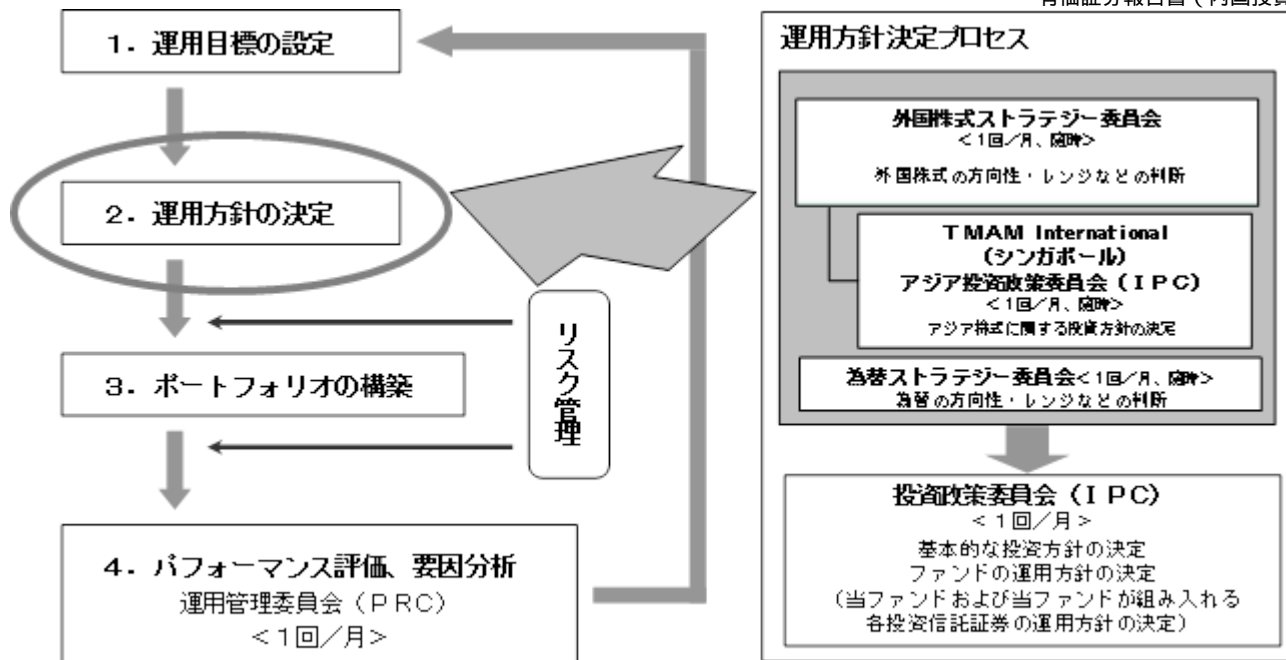 有価証券報告書（内国投資
１．運用目標の設定
２．運用方針の決定
３．ポートフォリオの構築
４．パフォーマンス評価、要因分析
運用管理委員会（ＰＲＣ）
＜１回／月＞
リスク管理
運用方針決定プロセス
外国株式ストラテジー委員会
＜１回／月、随時＞
外国株式の方向性・レンジなどの判断
ＴＭＡＭ International
（シンガポール）
アジア投資政策委員会（ＩＰＣ）
＜１回／月、随時＞
アジア株式に関する投資方針の決定
為替ストラテジー委員会＜１回／月、随時＞
為替の方向性・レンジなどの判断
投資政策委員会（ＩＰＣ）
＜１回／月＞
基本的な投資方針の決定
ファンドの運用方針の決定
（当ファンドおよび当ファンドが組み入れる
各投資信託証券の運用方針の決定）